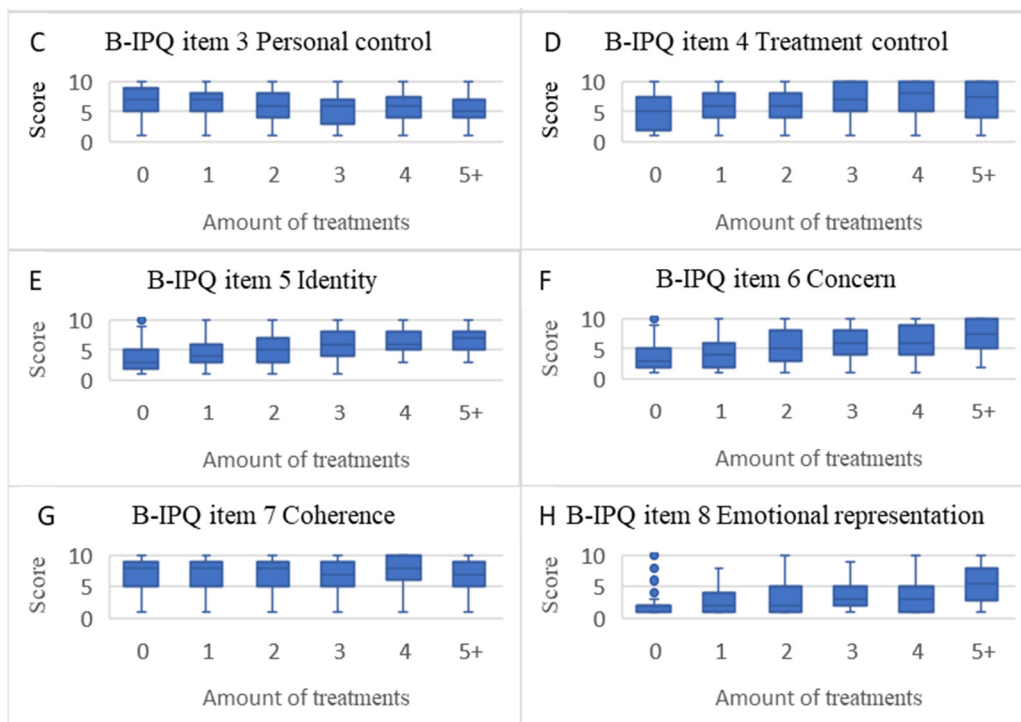 C B-IPQ item 3 Personal control
Score
10
5
0
0 1 2 3 4 5+
Amount of treatments
D B-IPQ item 4 Treatment control
Score
10
5
0
0 1 2 3 4 5+
Amount of treatments
E B-IPQ item 5 Identity
Score
10
5
0
0 1 2 3 4 5+
Amount of treatments
F B-IPQ item 6 Concern
Score
10
5
0
0 1 2 3 4 5+
Amount of treatments
G B-IPQ item 7 Coherence
Score
10
5
0
0 1 2 3 4 5+
Amount of treatments
H B-IPQ item 8 Emotional representation
Score
10
5
0
0 1 2 3 4 5+
Amount of treatments